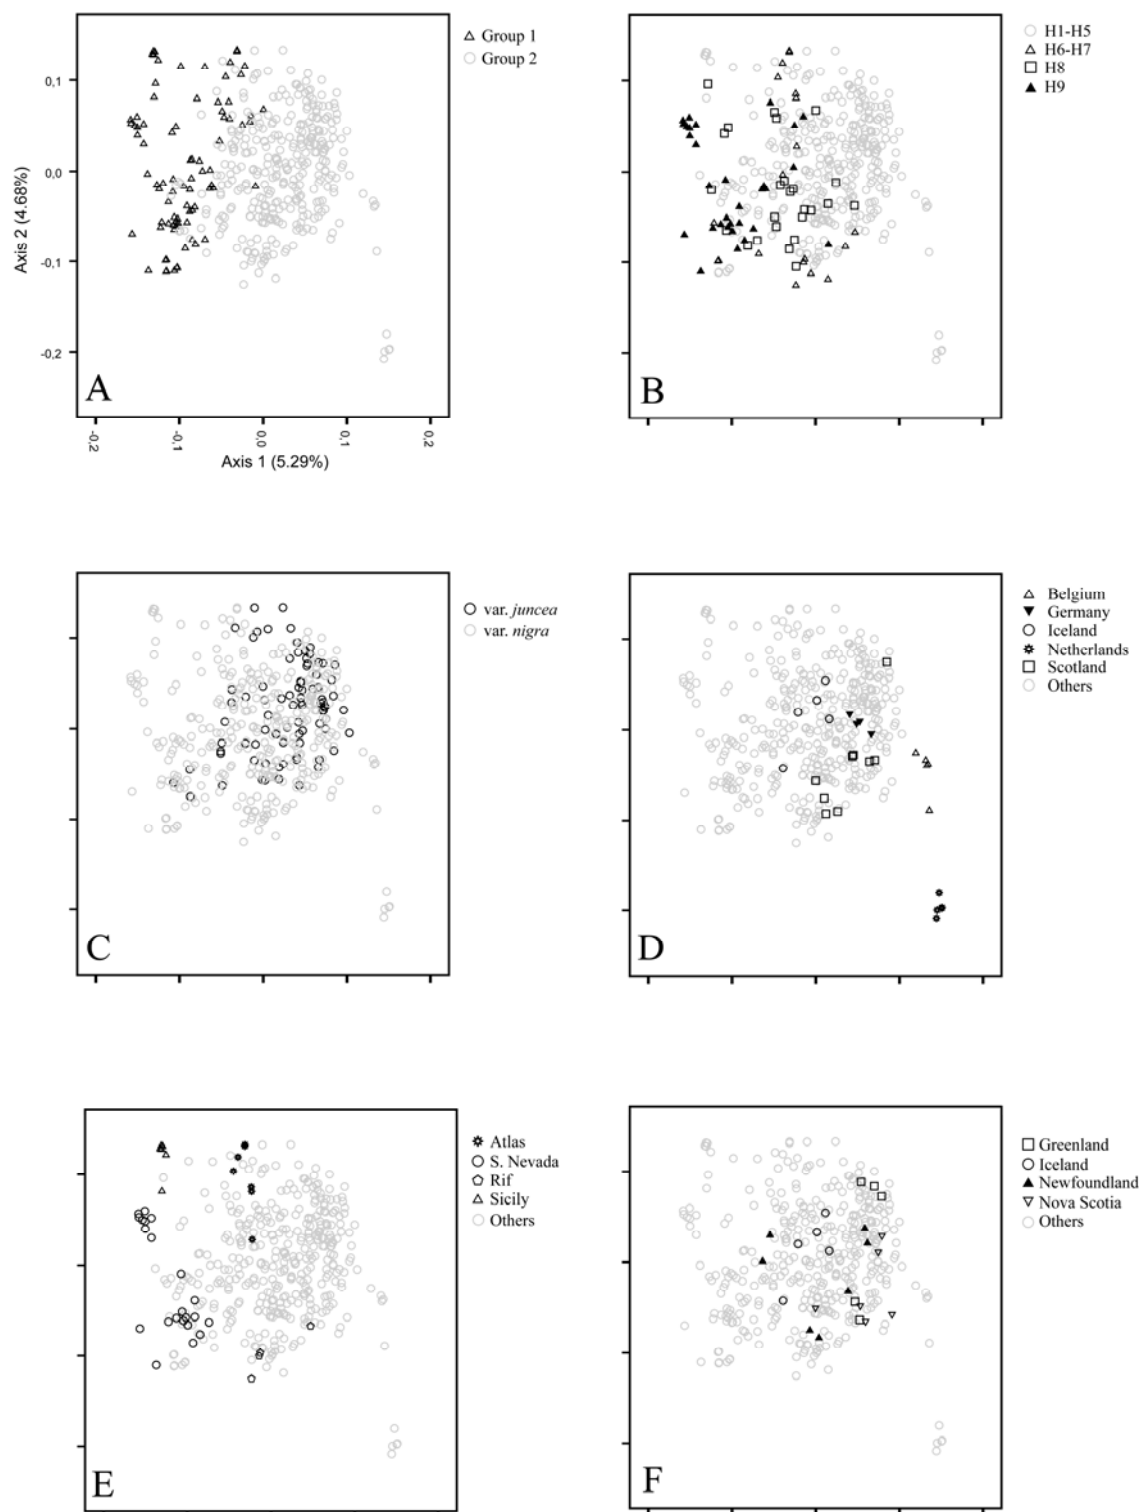 Group 1
Group 2
0,1
0,0
-0,1
-0,2
Axis 2 (4.68%)
A
-0,2
-0,1
0,0
0,1
0,2
Axis 1 (5.29%)
H1-H5
H6-H7
H8
H9
B
var. juncea
var. nigra
C
Belgium
Germany
Iceland
Netherlands
Scotland
Others
D
Atlas
S. Nevada
Rif
Sicily
Others
E
Greenland
Iceland
Newfoundland
Nova Scotia
Others
F